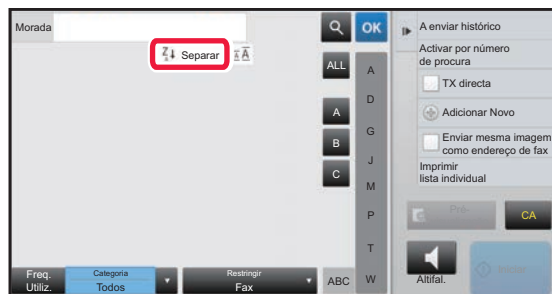 Morada
OK
Separar
ALL
A
B
C
A
D
G
J
M
P
T
W
ABC
Freq.
Utiliz.
Categoria
Todos
Restringir
Fax
A enviar histórico
Activar por número
de procura
TX directa
Adicionar Novo
Enviar mesma imagem
como endereço de fax
Imprimir
lista individual
CA
Altifal.